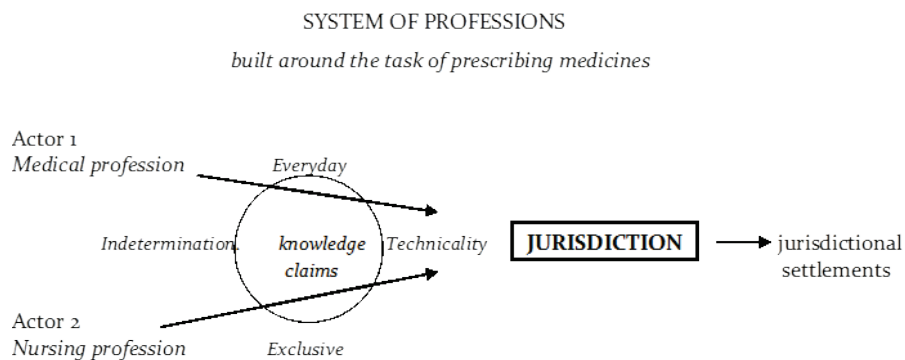 SYSTEM OF PROFESSIONS
built around the task of prescribing medicines
Actor 1
Medical profession
Everyday
Indetermination.
knowledge
claims
Technicality
JURISDICTION
jurisdictional
settlements
Actor 2
Nursing profession
Exclusive